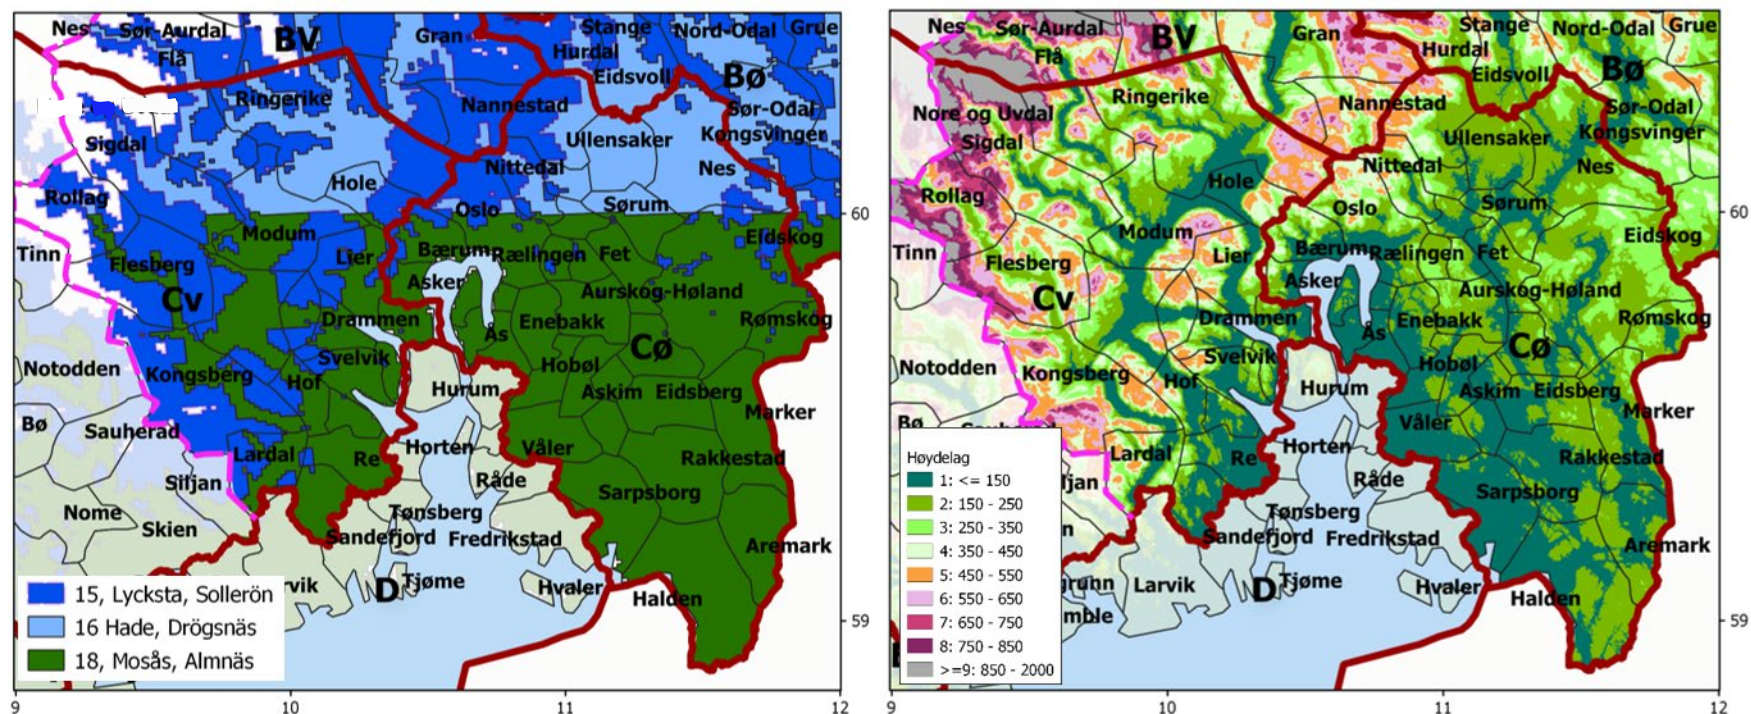 Nes Sør-Aurdal BV Gran Stange Nord-Odal Grue
Flå Hurdal
Eidsvoll Bø
Ringerike Nannestad Sør-Odal
Sigdal Ullensaker Kongsvinger
Hole Nittedal Nes
Rollag Oslo Sørum
Tinn Flesberg Modum Lier Bærum Rælingen Fet Eidskog
Asker Aurskog-Høland
Cv Drammen Ås Enebakk Rømskog
Svelvik Cø
Notodden Kongsberg Hof Hurum Hobøl Askim Eidsberg
Bø Sauherad Marker
Lardal Re Horten Våler Rakkestad
Siljan Råde Sarpsborg
Nome Skien Tønsberg
Sandefjord Fredrikstad Aremark
rvik D Tjøme Hvaler Halden
15, Lycksta, Sollerön
16 Hade, Drögsnäs
18, Mosås, Almnäs
60
59
9 10 11 12
Nes Sør-Aurdal BV Gran Stange Nord-Odal Grue
Flå Hurdal
Eidsvoll Bø
Ringerike Nannestad Sør-Odal
Nore og Uvdal
Sigdal Ullensaker Kongsvinger
Hole Nittedal Nes
Rollag Oslo Sørum
Tinn Flesberg Modum Lier Bærum Rælingen Fet Eidskog
Asker Aurskog-Høland
Cv Drammen Ås Enebakk Rømskog
Svelvik Cø
Kongsberg Hof Hurum Hobøl Askim Eidsberg
Notodden
Bø Marker
Lardal Re Horten Våler Rakkestad
ljan Råde Sarpsborg
n Tønsberg
Sandefjord Fredrikstad Aremark
grunn Larvik D Tjøme Hvaler Halden
mble
Høydelag
1: <= 150
2: 150 - 250
3: 250 - 350
4: 350 - 450
5: 450 - 550
6: 550 - 650
7: 650 - 750
8: 750 - 850
>=9: 850 - 2000
60
59
9 10 11 12